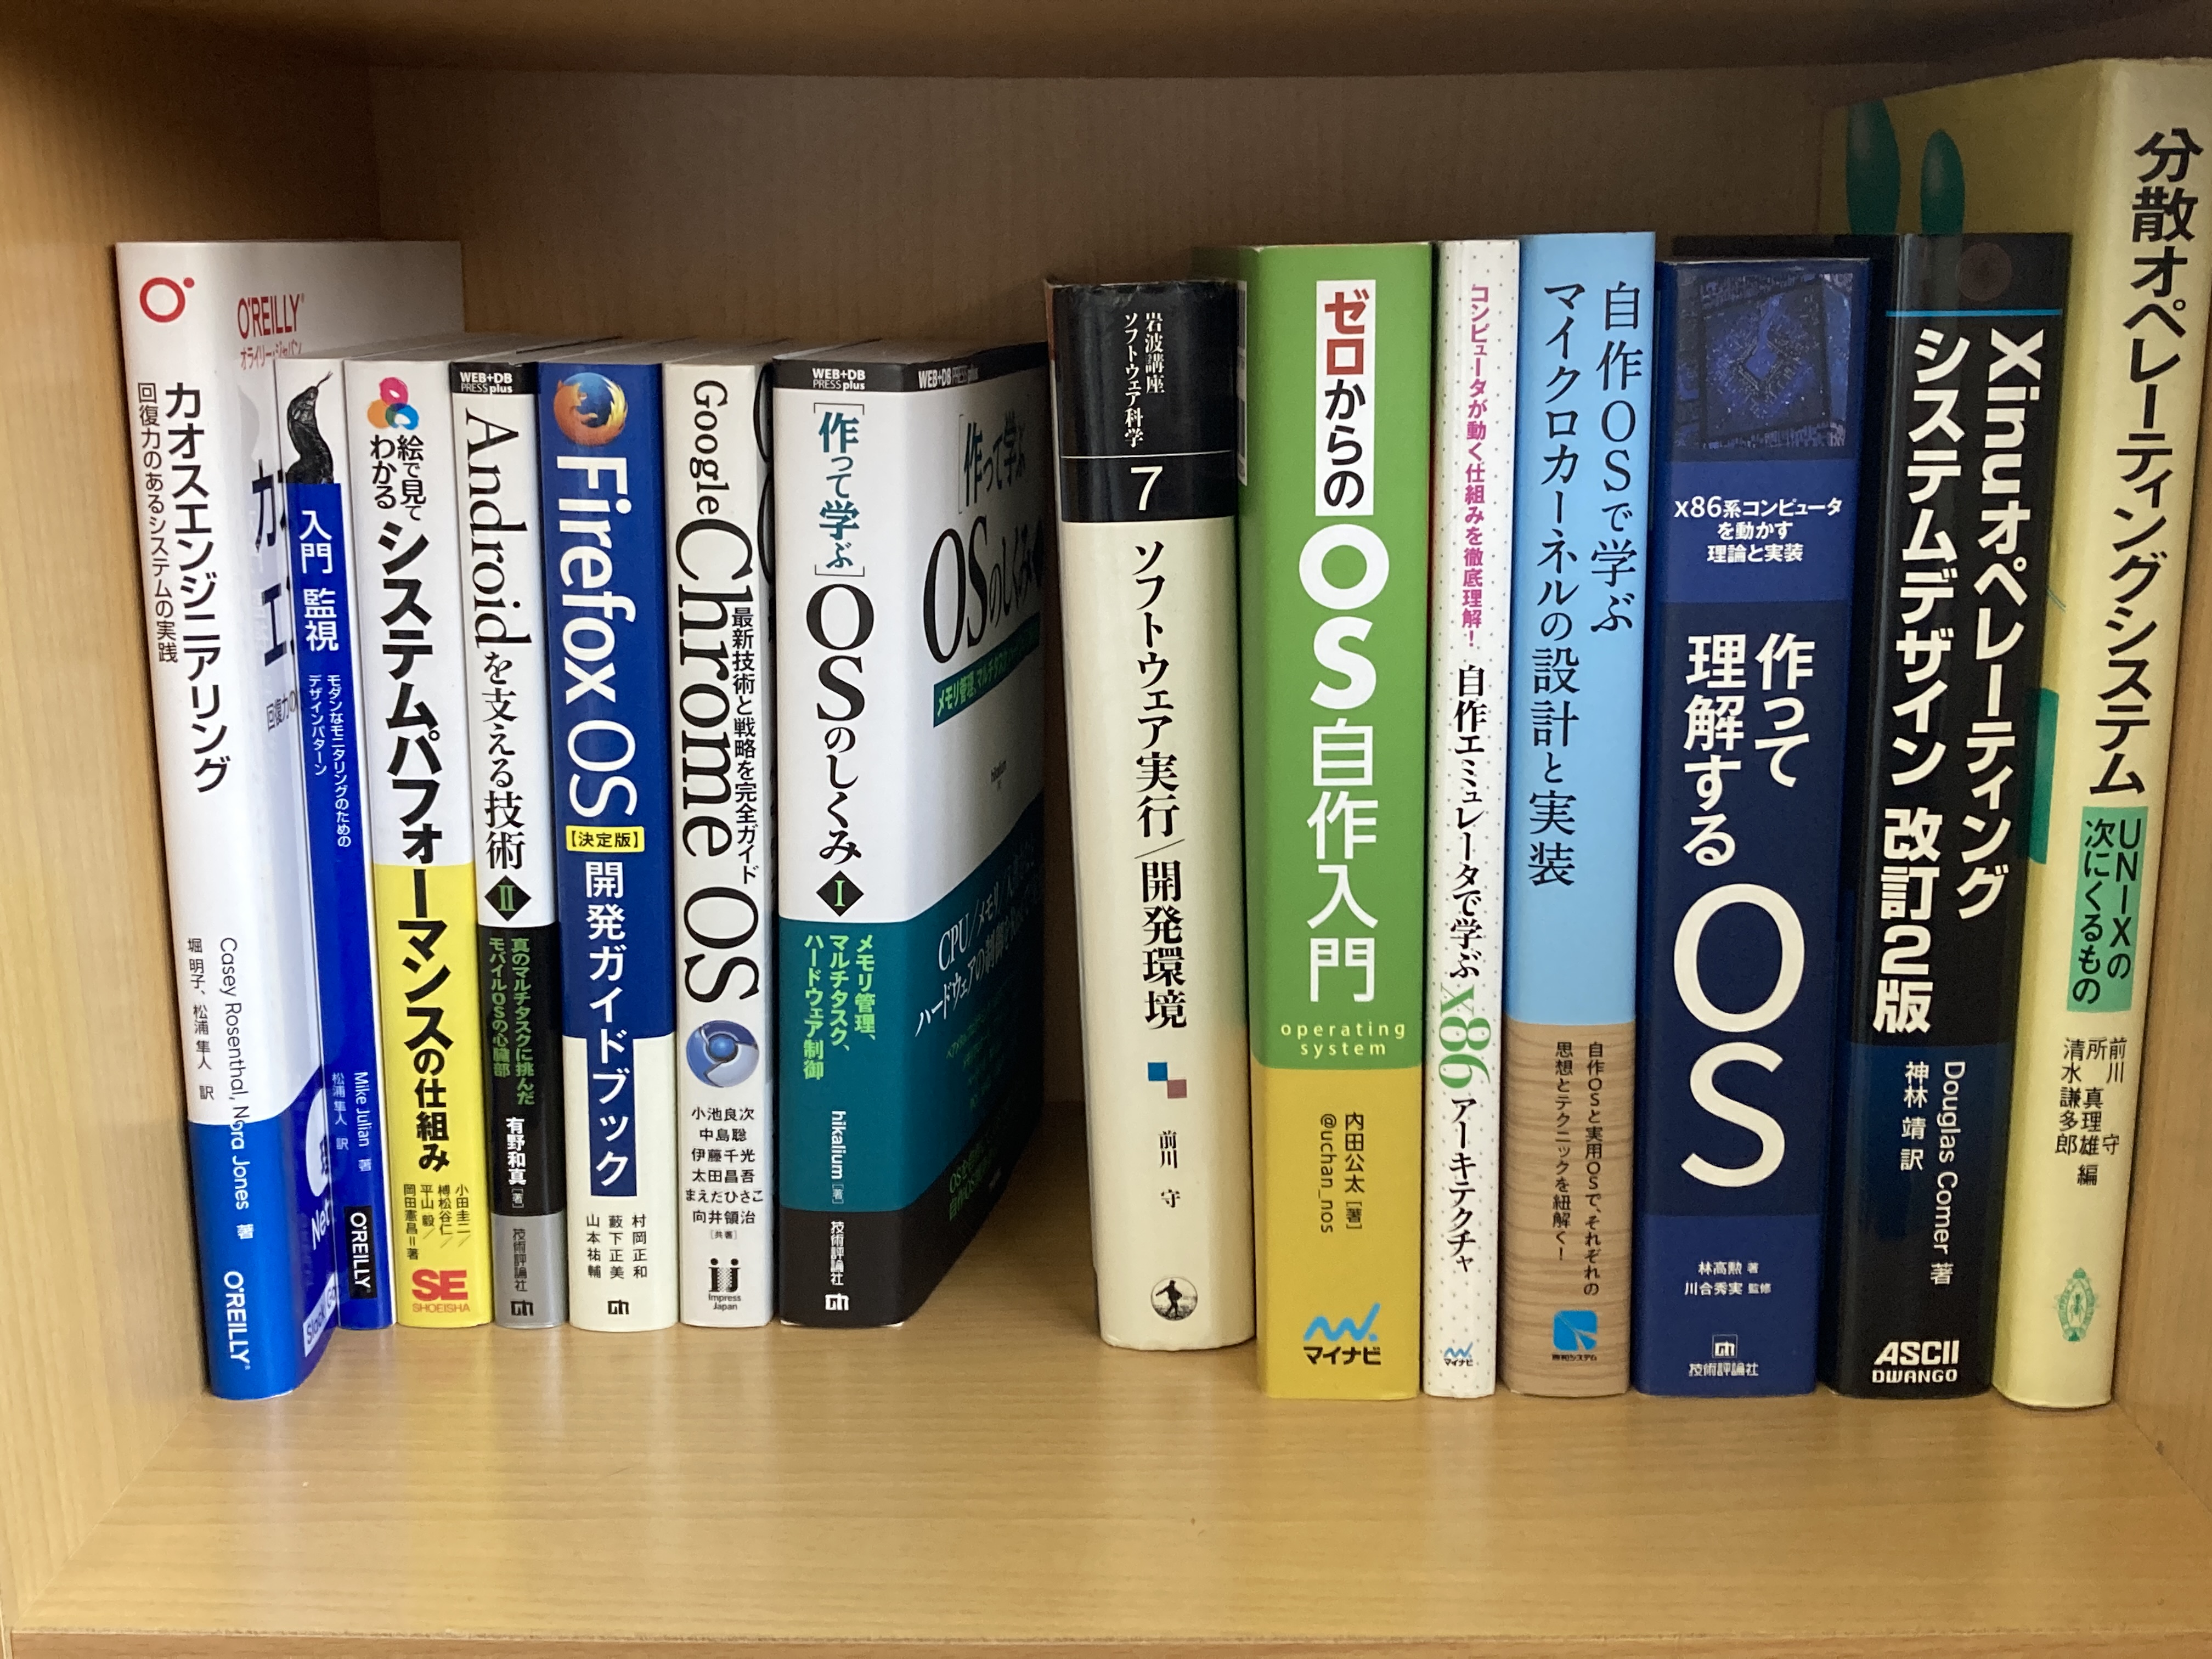 O'REILLY
オライリー・ジャパン
カオスエンジニアリング
回復力のあるシステムの実践
Casey Rosenthal, Nora Jones 著
堀 明子、松浦 隼人 訳
O'REILLY
入門 監視
モダンなモニタリングのための
デザインパターン
Mike Julian 著
松浦 隼人 訳
O'REILLY
絵で見て
わかる
システムパフォーマンスの仕組み
小田圭二/
榑松谷仁/
平山 毅/
岡田憲昌=著
SE
SHOEISHA
WEB+DB
PRESS plus
Androidを支える技術 II
真のマルチタスクに挑んだ
モバイルOSの心臓部
有野和真[著]
技術評論社
Firefox OS
【決定版】
開発ガイドブック
村岡正和
藪下正美
山本祐輔
Google Chrome OS
最新技術と戦略を完全ガイド
小池良次
中島聡
伊藤千光
太田昌吾
まえだひさこ
向井領治
[共著]
Impress
Japan
WEB+DB
PRESS plus
[作って学ぶ]OSのしくみ I
メモリ管理、
マルチタスク、
ハードウェア制御
hikalium[著]
技術評論社
WEB+DB PRESS plus
[作って学ぶ
OSのしくみ
CPU/メモリ/
岩波講座
ソフトウェア科学
7
ソフトウェア実行/開発環境
前川 守
ゼロからの
OS自作入門
operating
system
内田公太[著]
@uchan_nos
マイナビ
コンピュータが動く仕組みを徹底理解!
自作エミュレータで学ぶx86アーキテクチャ
マイナビ
自作OSで学ぶ
マイクロカーネルの設計と実装
自作OSと実用OSで、それぞれの
思想とテクニックを紐解く!
秀和システム
x86系コンピュータ
を動かす
理論と実装
作って
理解する
OS
林高勲 著
川合秀実 監修
技術評論社
Xinuオペレーティング
システムデザイン 改訂2版
Douglas Comer 著
神林 靖 訳
ASCII
DWANGO
分散オペレーティングシステム
UNIXの
次にくるもの
前川 守
所 真理雄
清水謙多郎 編